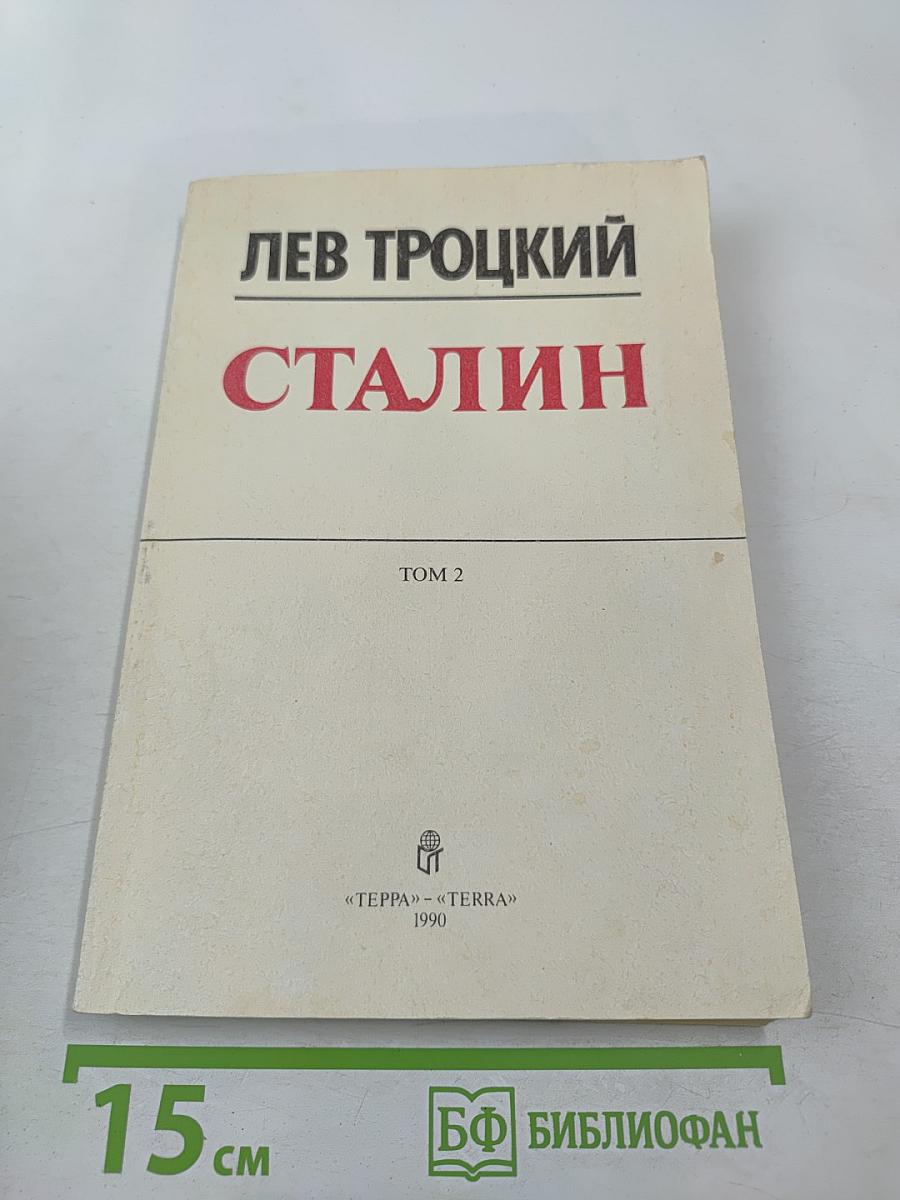 ЛЕВ ТРОЦКИЙ
СТАЛИН
ТОМ 2
«ТЕРРА» – «TERRA»
1990
15 см
БФ БИБЛИОФАН